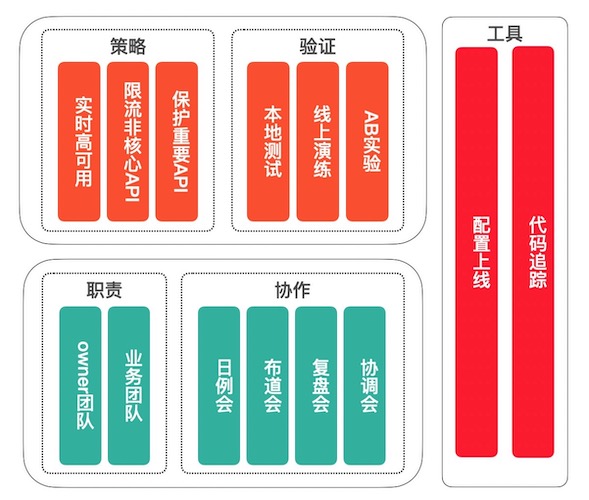 策略
实时高可用
限流非核心API
保护重要API
验证
本地测试
线上演练
AB实验
工具
配置上线
代码追踪
职责
owner团队
业务团队
协作
日例会
布道会
复盘会
协调会